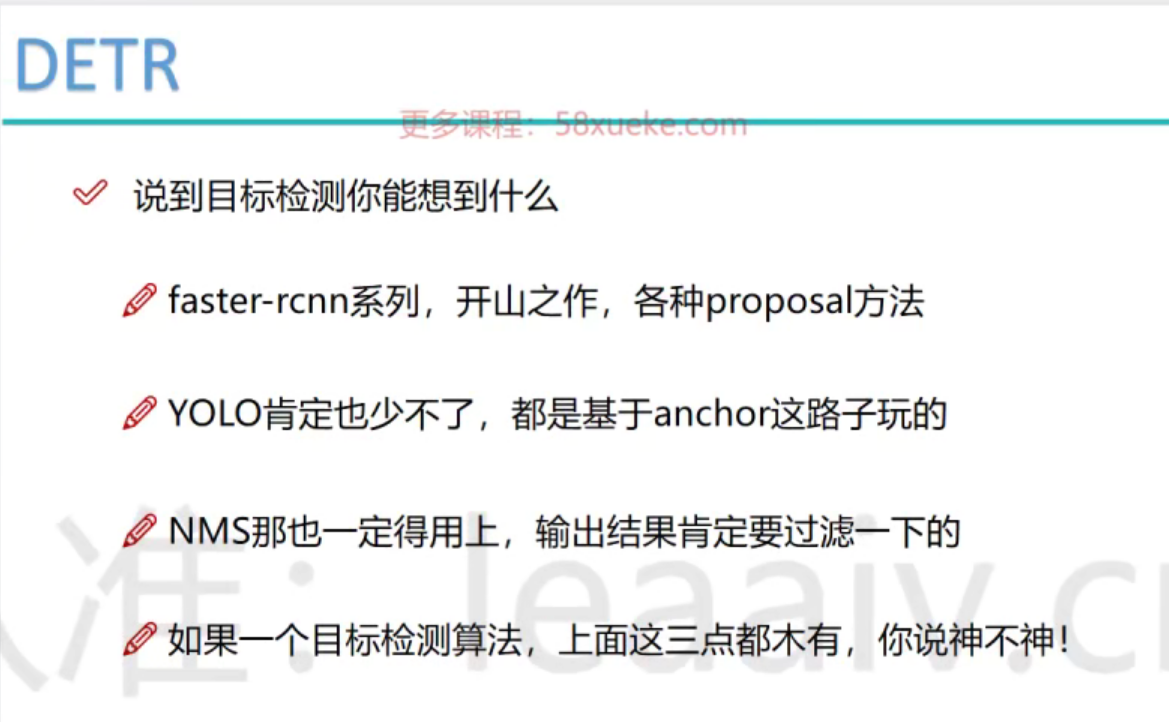 DETR
更多课程：58xueke.com
说到目标检测你能想到什么
faster-rcnn系列，开山之作，各种proposal方法
YOLO肯定也少不了，都是基于anchor这路子玩的
NMS那也一定得用上，输出结果肯定要过滤一下的
如果一个目标检测算法，上面这三点都木有，你说神不神！
准：leaaiv.c